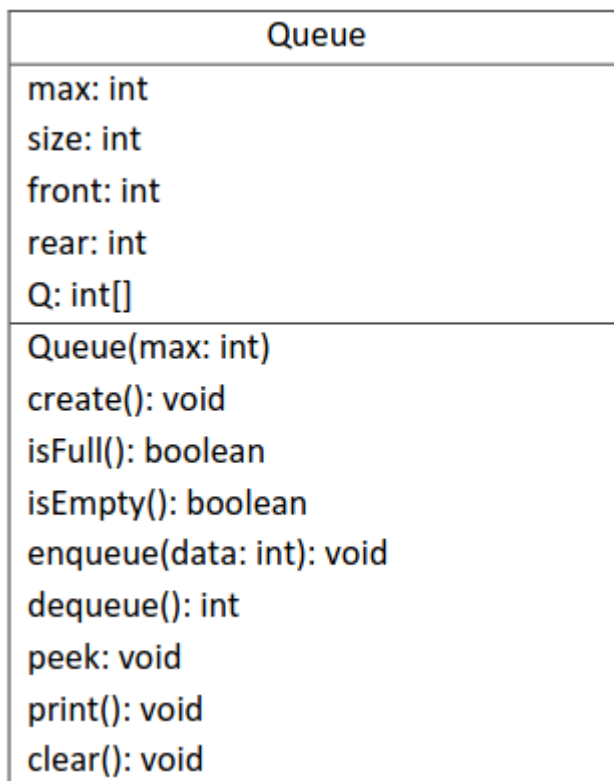 Queue
max: int
size: int
front: int
rear: int
Q: int[]
Queue(max: int)
create(): void
isFull(): boolean
isEmpty(): boolean
enqueue(data: int): void
dequeue(): int
peek: void
print(): void
clear(): void